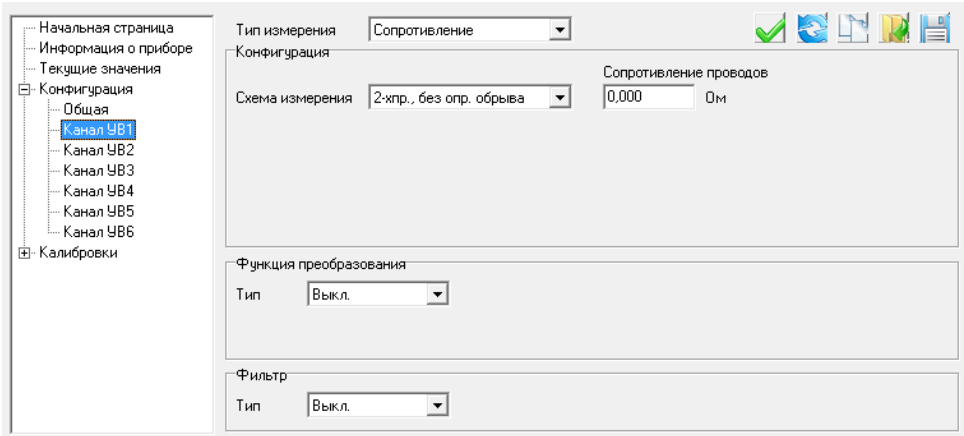 Начальная страница
Информация о приборе
Текущие значения
Конфигурация
Общая
Канал УВ1
Канал УВ2
Канал УВ3
Канал УВ4
Канал УВ5
Канал УВ6
Калибровки
Тип измерения Сопротивление
Конфигурация
Сопротивление проводов
Схема измерения 2-хпр., без опр. обрыва 0,000 Ом
Функция преобразования
Тип Выкл.
Фильтр
Тип Выкл.